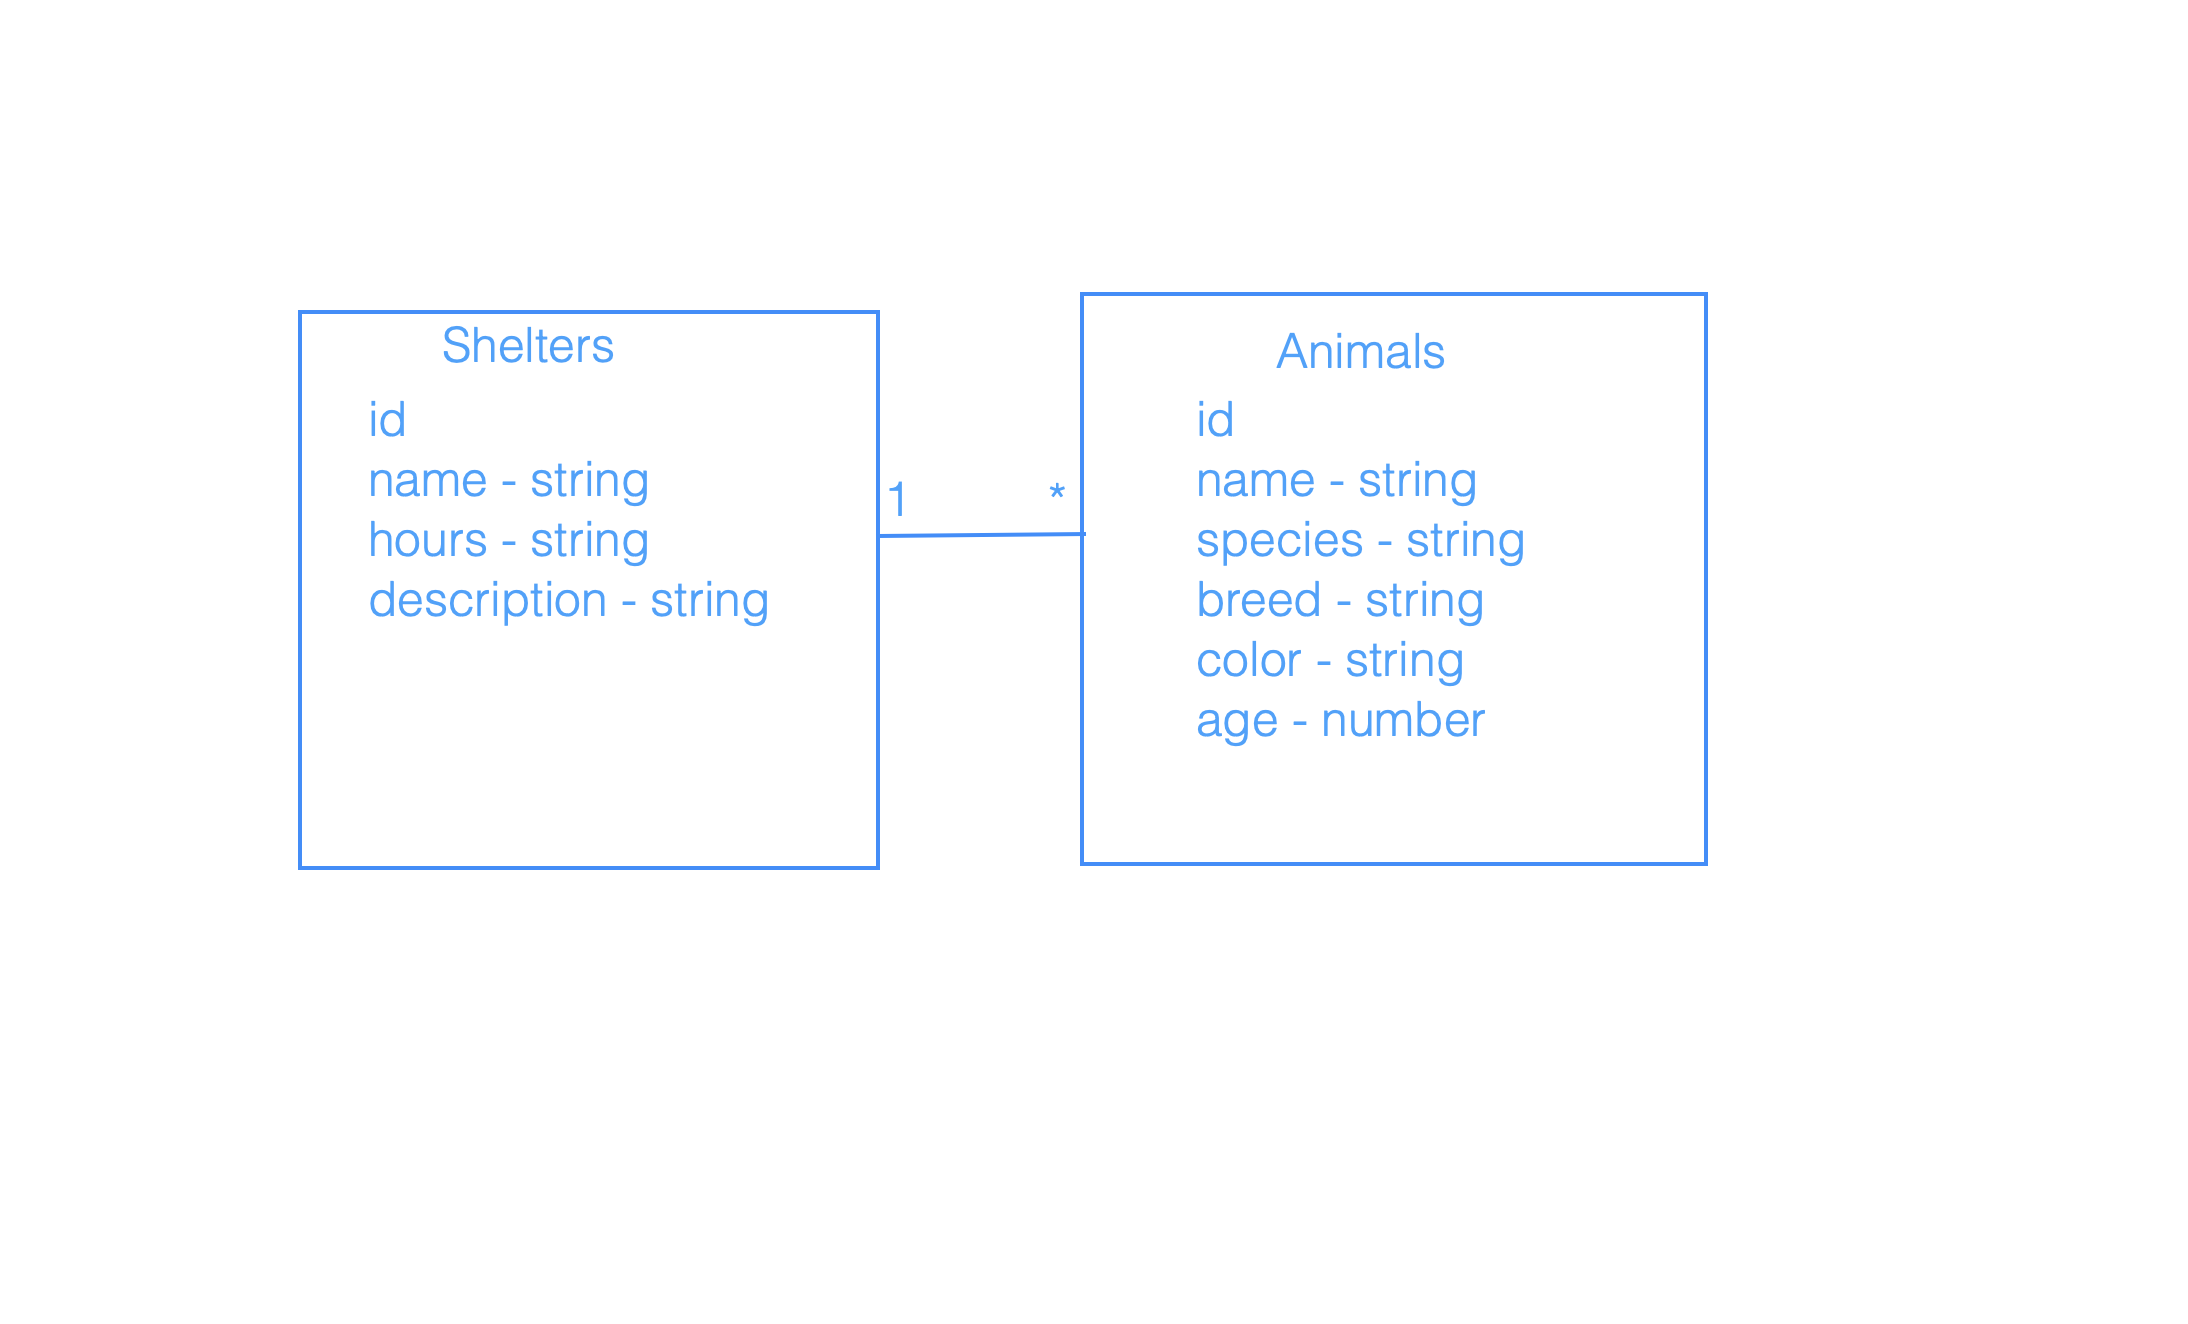 Shelters
id
name - string
hours - string
description - string
1
*
Animals
id
name - string
species - string
breed - string
color - string
age - number